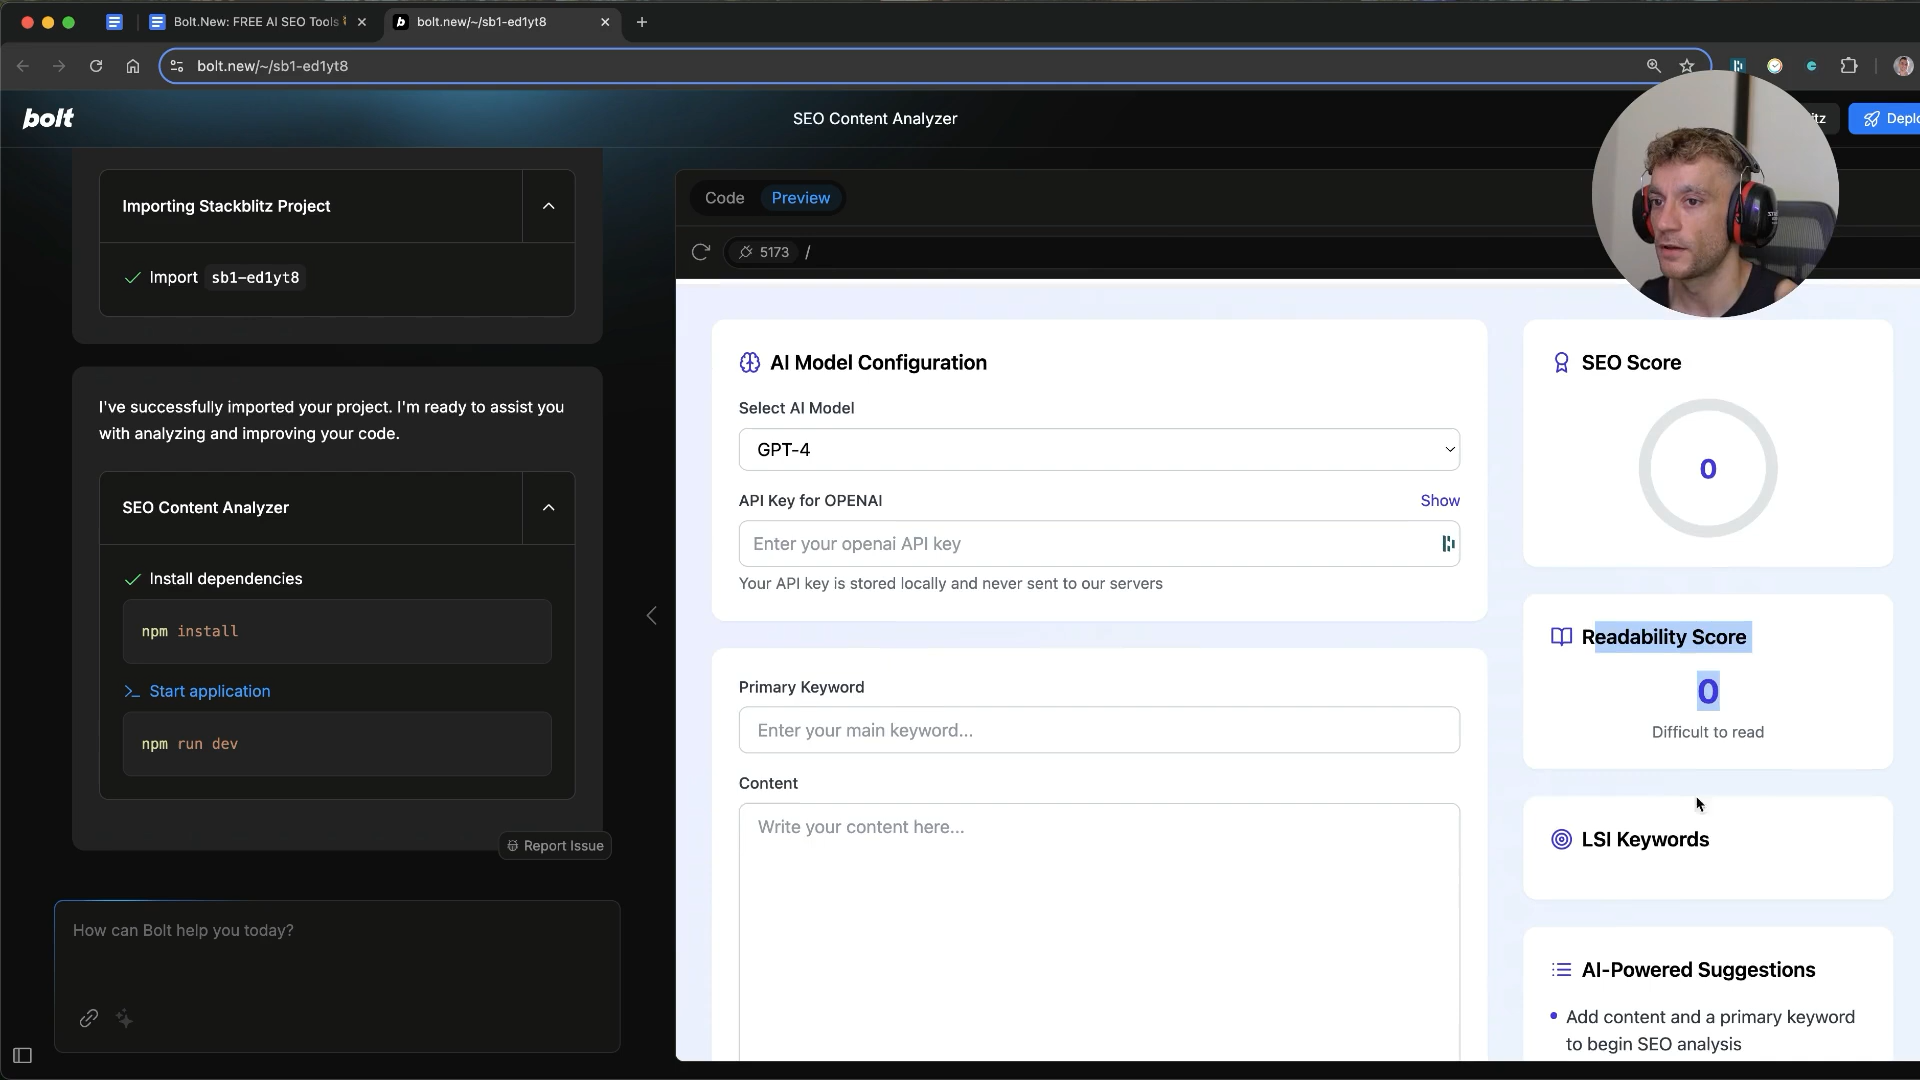 Bolt.New: FREE AI SEO Tools
bolt.new/~/sb1-ed1yt8
bolt.new/~/sb1-ed1yt8
bolt
SEO Content Analyzer
itz
Deplo
Importing Stackblitz Project
Import sb1-ed1yt8
I've successfully imported your project. I'm ready to assist you
with analyzing and improving your code.
SEO Content Analyzer
Install dependencies
npm install
Start application
npm run dev
Report Issue
How can Bolt help you today?
Code Preview
5173 /
AI Model Configuration
Select AI Model
GPT-4
API Key for OPENAI Show
Enter your openai API key
Your API key is stored locally and never sent to our servers
Primary Keyword
Enter your main keyword...
Content
Write your content here...
SEO Score
0
Readability Score
0
Difficult to read
LSI Keywords
AI-Powered Suggestions
• Add content and a primary keyword
to begin SEO analysis